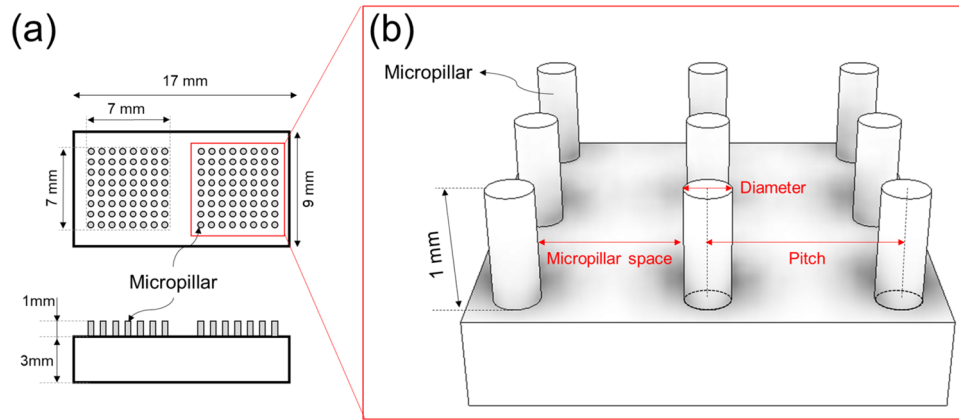 (a)
17 mm
7 mm
7 mm
9 mm
Micropillar
1mm
3mm
(b)
Micropillar
Diameter
1 mm
Micropillar space
Pitch